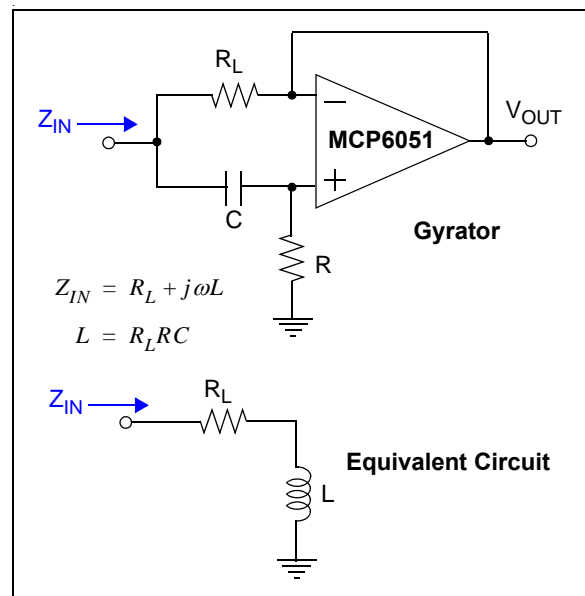 R_L
Z_IN
V_OUT
−
MCP6051
+
C
Gyrator
R
Z_IN = R_L + jωL
L = R_L RC
Z_IN
R_L
Equivalent Circuit
L